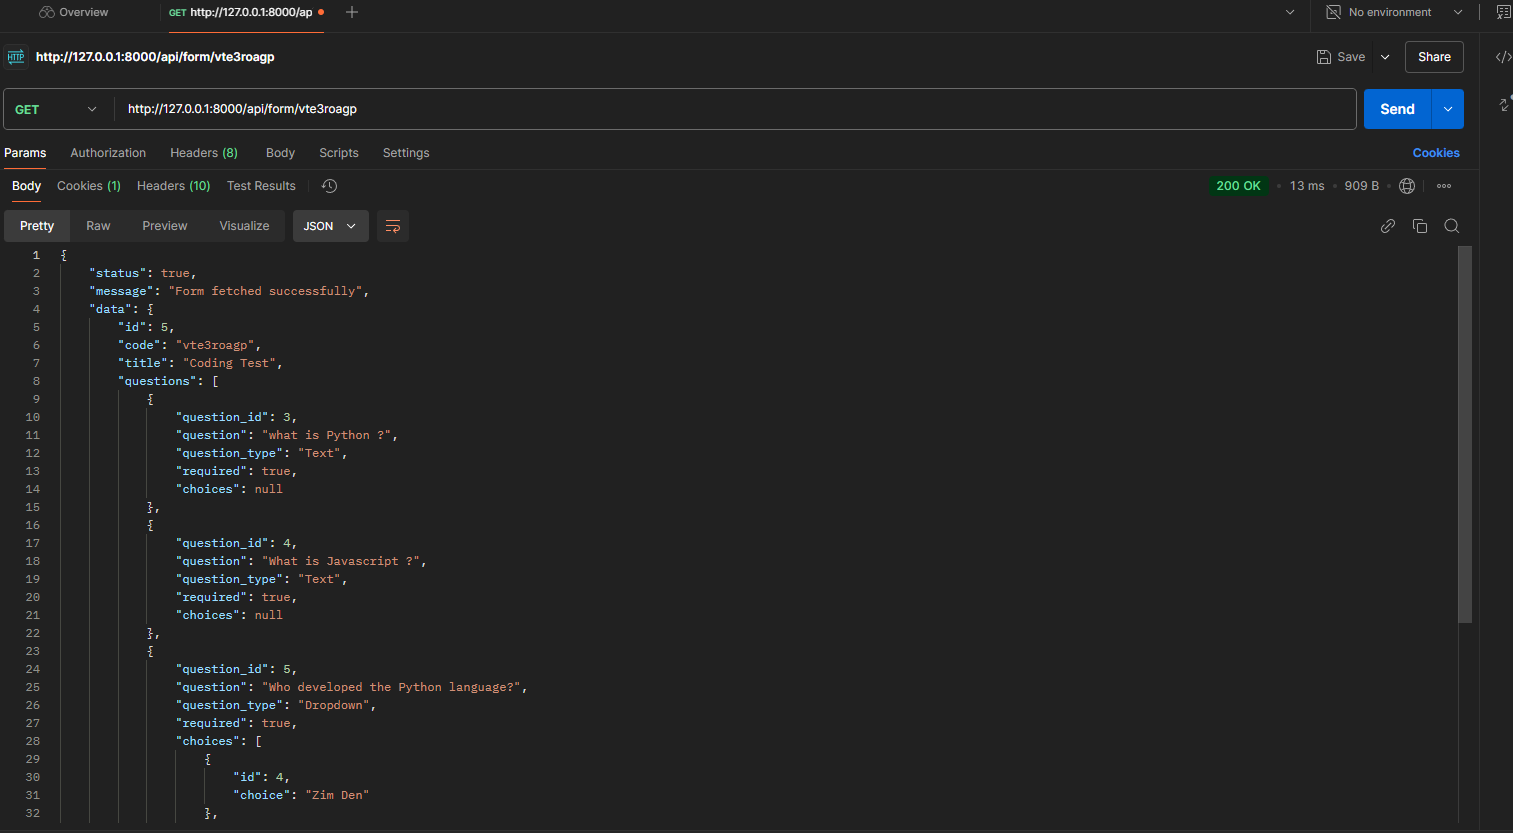 Overview
GET http://127.0.0.1:8000/ap
No environment
HTTP http://127.0.0.1:8000/api/form/vte3roagp
Save
Share
GET http://127.0.0.1:8000/api/form/vte3roagp
Send
Params Authorization Headers (8) Body Scripts Settings
Cookies
Body Cookies (1) Headers (10) Test Results
200 OK • 13 ms • 909 B
Pretty Raw Preview Visualize JSON
1 {
2 "status": true,
3 "message": "Form fetched successfully",
4 "data": {
5 "id": 5,
6 "code": "vte3roagp",
7 "title": "Coding Test",
8 "questions": [
9 {
10 "question_id": 3,
11 "question": "what is Python ?",
12 "question_type": "Text",
13 "required": true,
14 "choices": null
15 },
16 {
17 "question_id": 4,
18 "question": "What is Javascript ?",
19 "question_type": "Text",
20 "required": true,
21 "choices": null
22 },
23 {
24 "question_id": 5,
25 "question": "Who developed the Python language?",
26 "question_type": "Dropdown",
27 "required": true,
28 "choices": [
29 {
30 "id": 4,
31 "choice": "Zim Den"
32 },